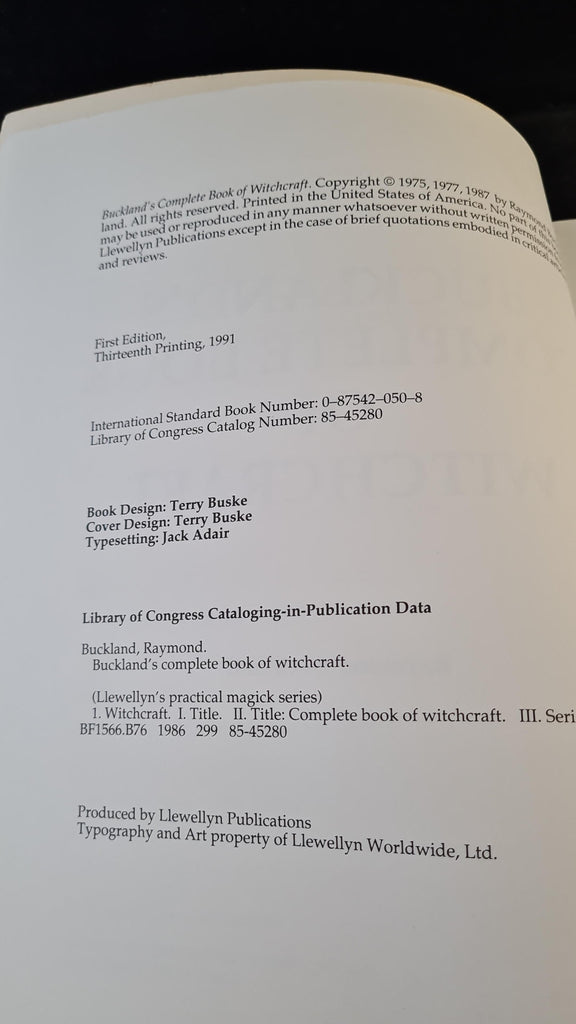 Buckland's Complete Book of Witchcraft. Copyright © 1975, 1977, 1987 by Raymond
land. All rights reserved. Printed in the United States of America. No part of
may be used or reproduced in any manner whatsoever without written permission
Llewellyn Publications except in the case of brief quotations embodied in critical
and reviews.
First Edition,
Thirteenth Printing, 1991
International Standard Book Number: 0–87542–050–8
Library of Congress Catalog Number: 85–45280
Book Design: Terry Buske
Cover Design: Terry Buske
Typesetting: Jack Adair
Library of Congress Cataloging-in-Publication Data
Buckland, Raymond.
Buckland's complete book of witchcraft.
(Llewellyn's practical magick series)
1. Witchcraft. I. Title. II. Title: Complete book of witchcraft. III. Seri
BF1566.B76 1986 299 85-45280
Produced by Llewellyn Publications
Typography and Art property of Llewellyn Worldwide, Ltd.